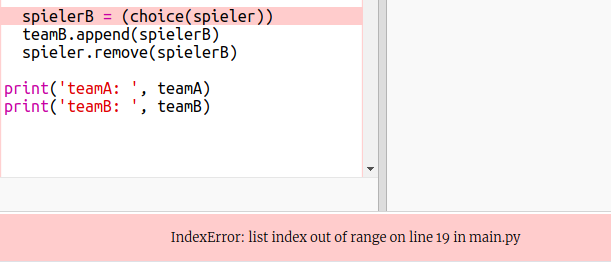 spielerB = (choice(spieler))
teamB.append(spielerB)
spieler.remove(spielerB)
print('teamA: ', teamA)
print('teamB: ', teamB)
IndexError: list index out of range on line 19 in main.py